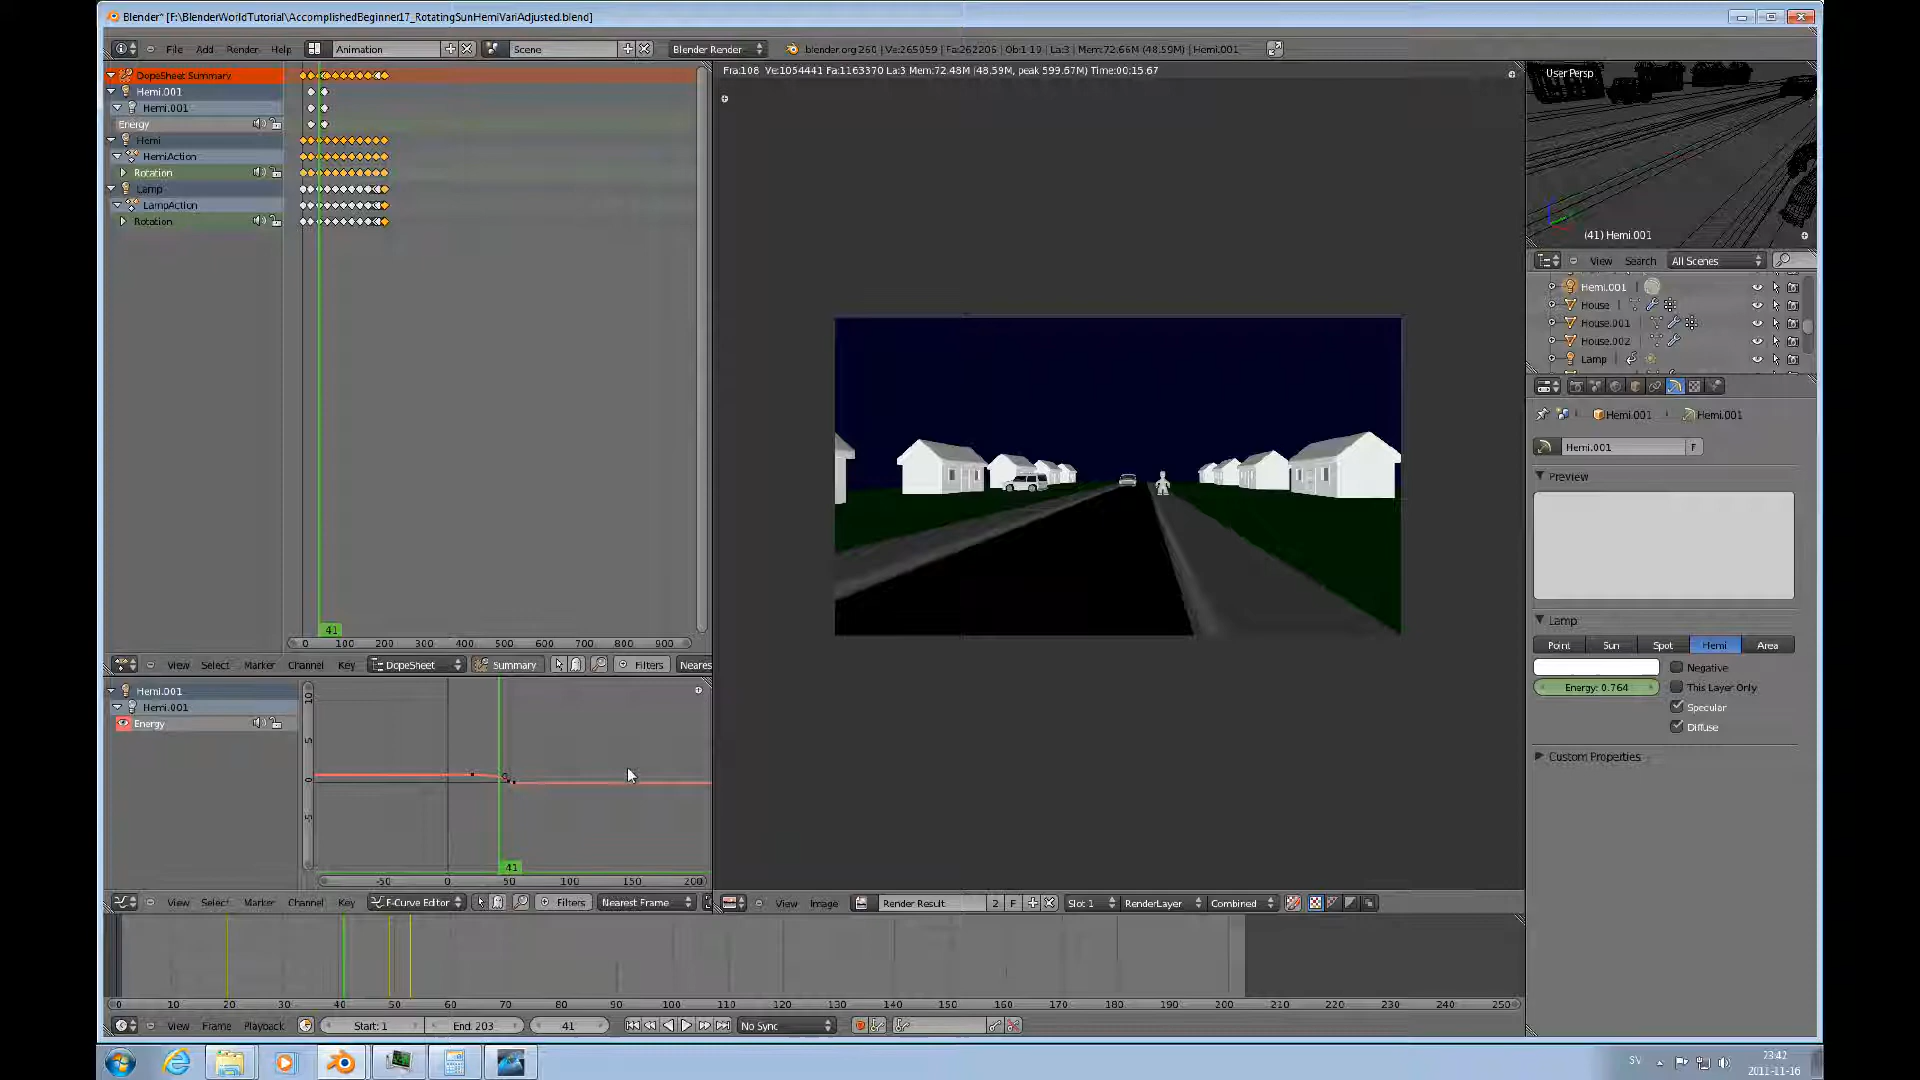 Blender* [F:\BlenderWorldTutorial\AccomplishedBeginner17_RotatingSunHemiVariAdjusted.blend]
File Add Render Help Animation Scene Blender Render blender.org 260 | Ve:265059 | Fa:262206 | Ob:1-19 | La:3 | Mem:72.66M (48.59M) | Hemi.001
DopeSheet Summary
Hemi.001
Hemi.001
Energy
Hemi
HemiAction
Rotation
Lamp
LampAction
Rotation
41
0 100 200 300 400 500 600 700 800 900
View Select Marker Channel Key DopeSheet Summary Filters Neares
Hemi.001
Hemi.001
Energy
10
5
0
-5
41
-50 0 50 100 150 200
View Select Marker Channel Key F-Curve Editor Filters Nearest Frame
Fra:108 Ve:1054441 Fa:1163370 La:3 Mem:72.48M (48.59M, peak 599.67M) Time:00:15.67
View Image Render Result 2 F Slot 1 RenderLayer Combined
User Persp
(41) Hemi.001
View Search All Scenes
Hemi.001
House
House.001
House.002
Lamp
Hemi.001 Hemi.001
Hemi.001 F
Preview
Lamp
Point Sun Spot Hemi Area
Negative
Energy: 0.764 This Layer Only
Specular
Diffuse
Custom Properties
0 10 20 30 40 50 60 70 80 90 100 110 120 130 140 150 160 170 180 190 200 210 220 230 240 250
View Frame Playback Start: 1 End: 203 41 No Sync
SV
23:42
2011-11-16